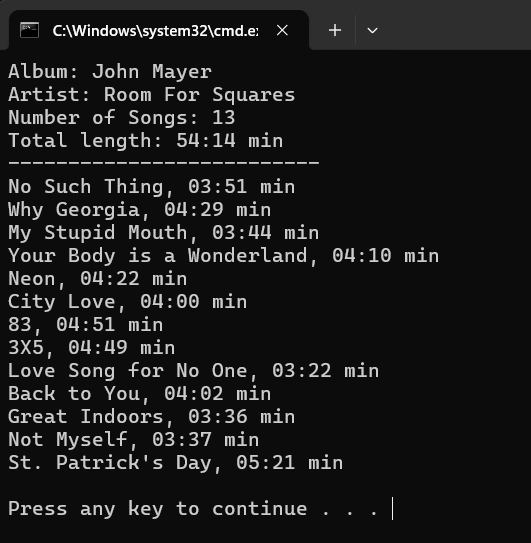 C:\Windows\system32\cmd.e
Album: John Mayer
Artist: Room For Squares
Number of Songs: 13
Total length: 54:14 min
--------------------------
No Such Thing, 03:51 min
Why Georgia, 04:29 min
My Stupid Mouth, 03:44 min
Your Body is a Wonderland, 04:10 min
Neon, 04:22 min
City Love, 04:00 min
83, 04:51 min
3X5, 04:49 min
Love Song for No One, 03:22 min
Back to You, 04:02 min
Great Indoors, 03:36 min
Not Myself, 03:37 min
St. Patrick's Day, 05:21 min
Press any key to continue . . .